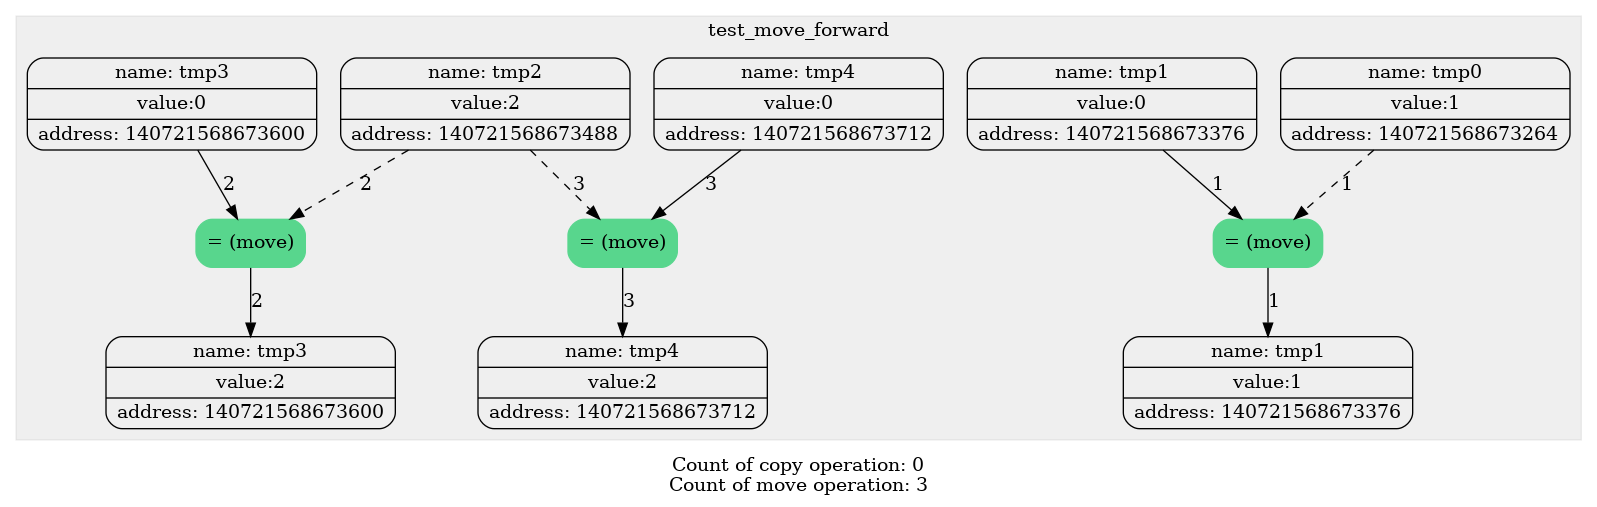 test_move_forward
name: tmp3
value:0
address: 140721568673600
name: tmp2
value:2
address: 140721568673488
name: tmp4
value:0
address: 140721568673712
name: tmp1
value:0
address: 140721568673376
name: tmp0
value:1
address: 140721568673264
2
2
3
3
1
1
= (move)
= (move)
= (move)
2
3
1
name: tmp3
value:2
address: 140721568673600
name: tmp4
value:2
address: 140721568673712
name: tmp1
value:1
address: 140721568673376
Count of copy operation: 0
Count of move operation: 3